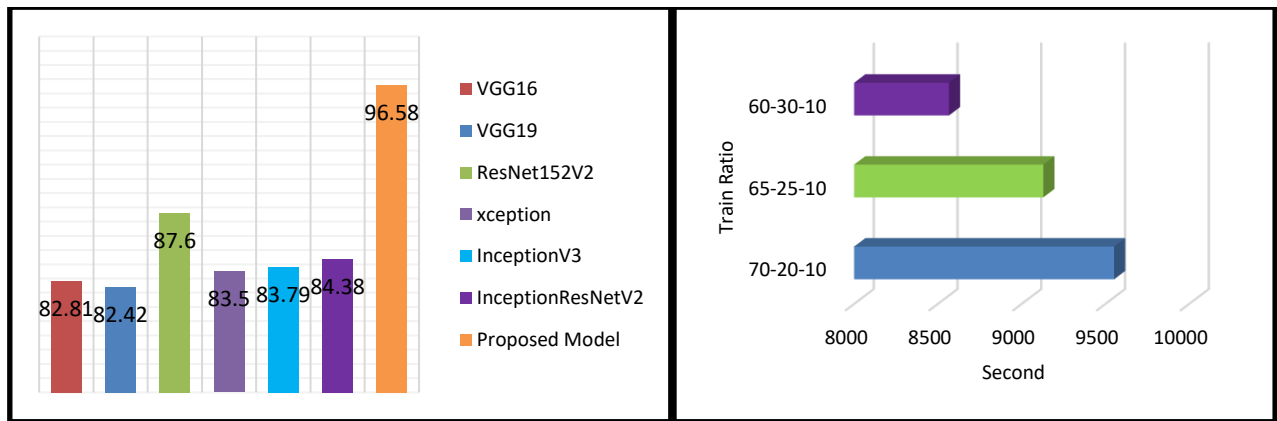 82.81
82.42
87.6
83.5
83.79
84.38
96.58
VGG16
VGG19
ResNet152V2
xception
InceptionV3
InceptionResNetV2
Proposed Model
Train Ratio
60-30-10
65-25-10
70-20-10
8000 8500 9000 9500 10000
Second